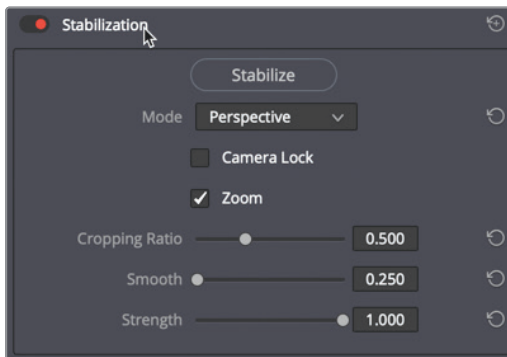 Stabilization
Stabilize
Mode Perspective
Camera Lock
Zoom
Cropping Ratio 0.500
Smooth 0.250
Strength 1.000